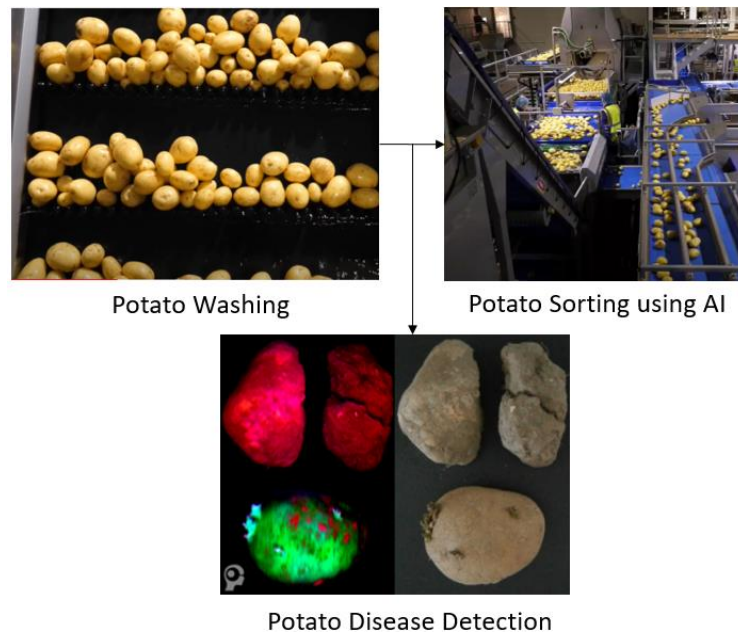 Potato Washing
Potato Sorting using AI
Potato Disease Detection